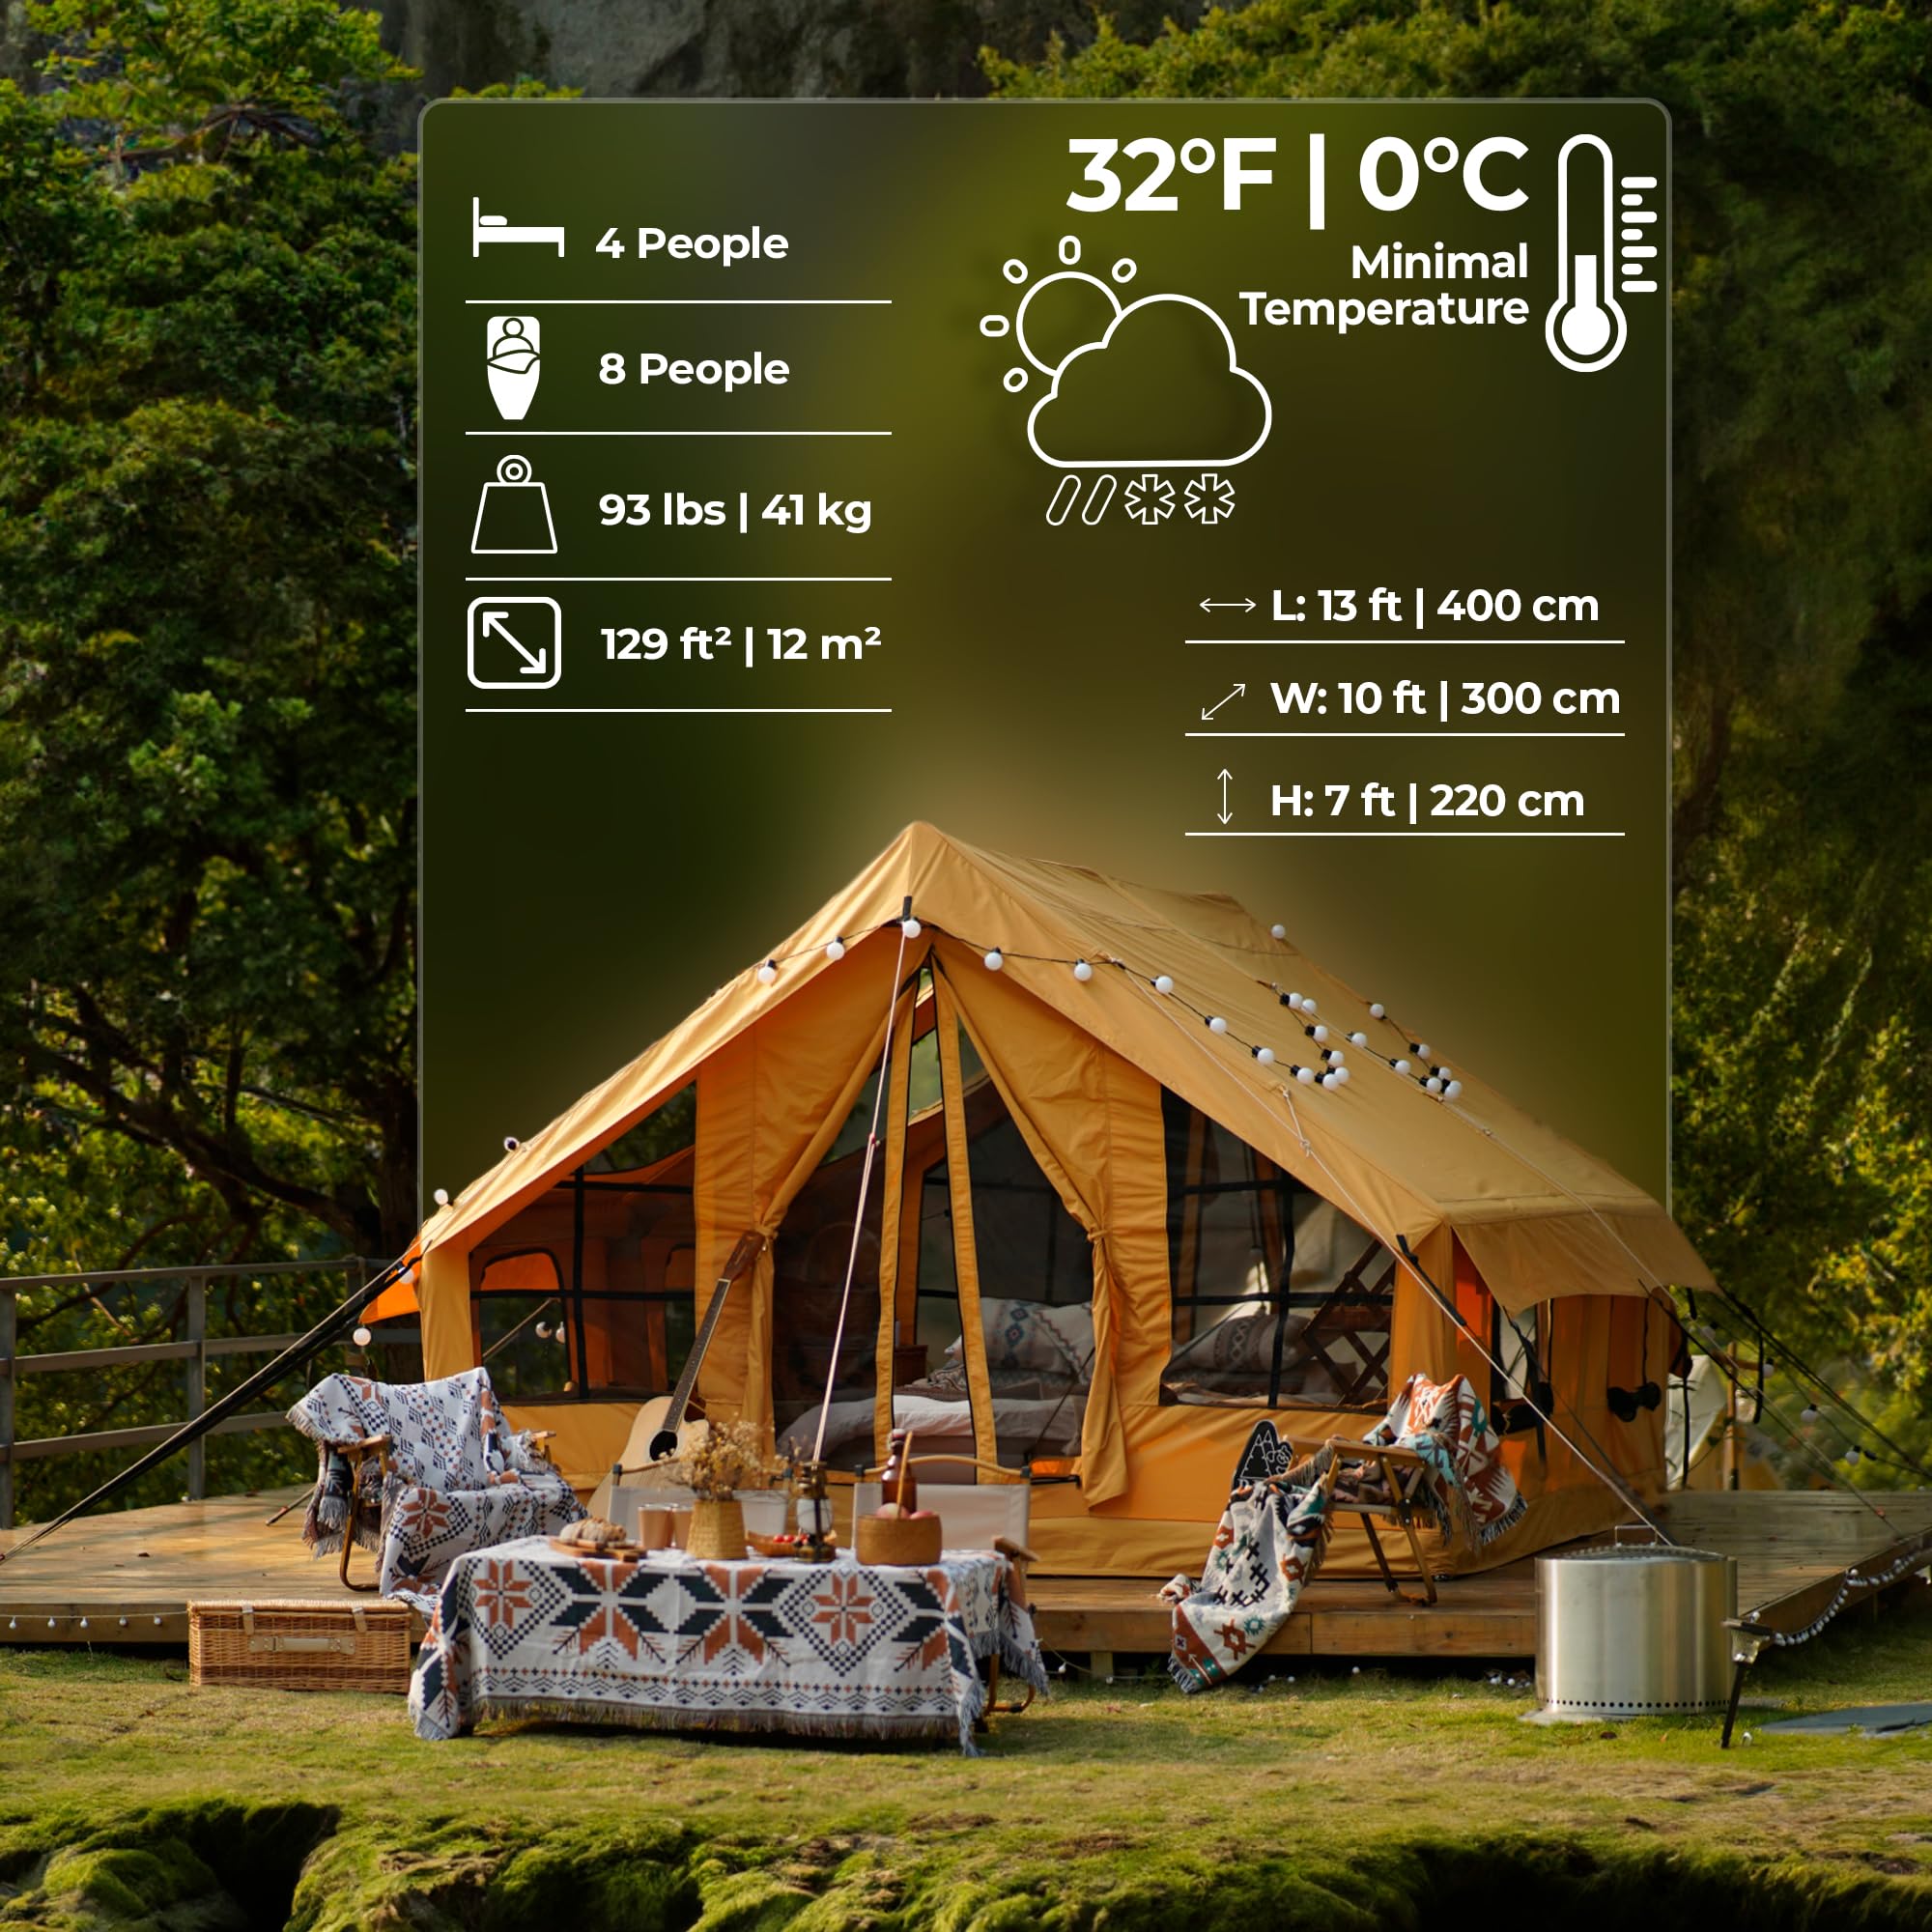 4 People
8 People
93 lbs | 41 kg
129 ft² | 12 m²
32°F | 0°C
Minimal
Temperature
L: 13 ft | 400 cm
W: 10 ft | 300 cm
H: 7 ft | 220 cm